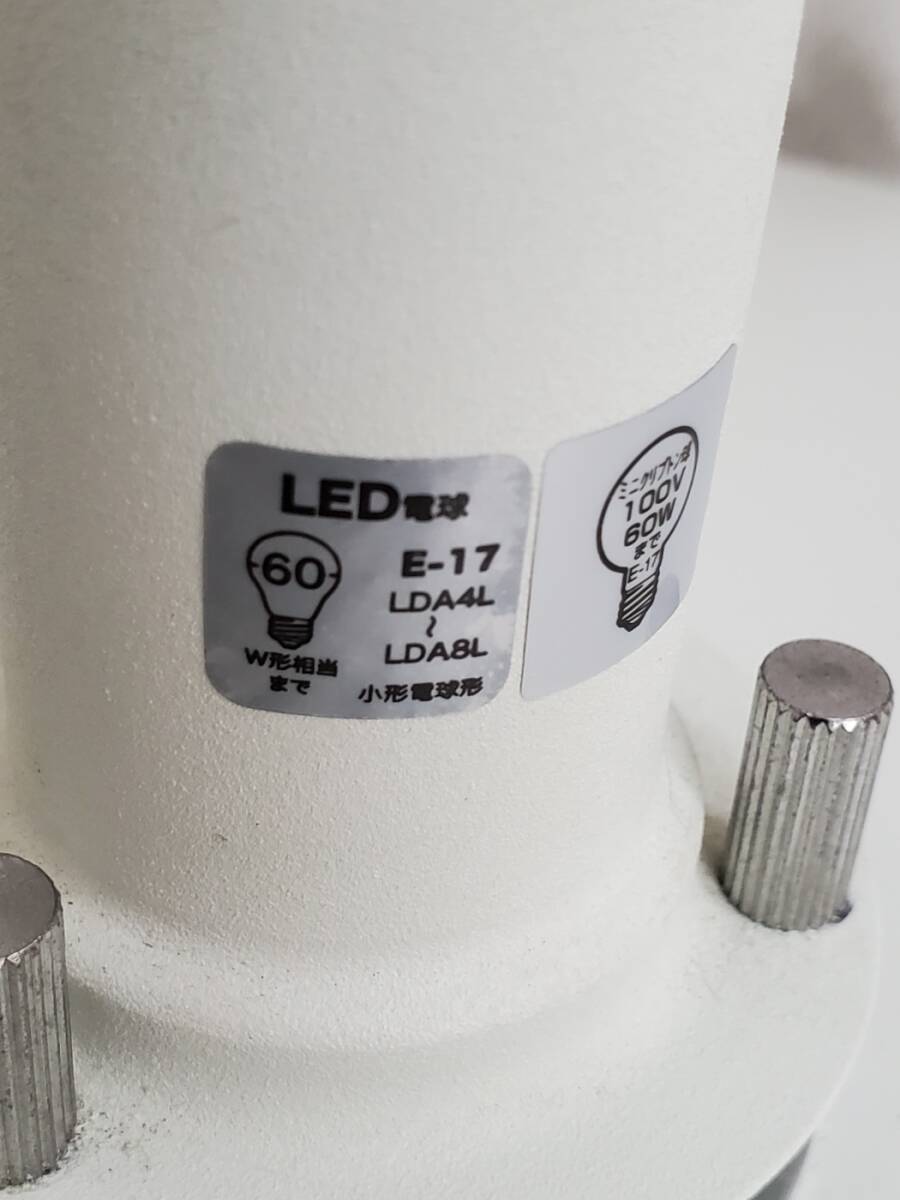 LED電球
60
W形相当
まで
E-17
LDA4L
~
LDA8L
小形電球形
ミニクリプトン球
100V
60W
まで
E-17